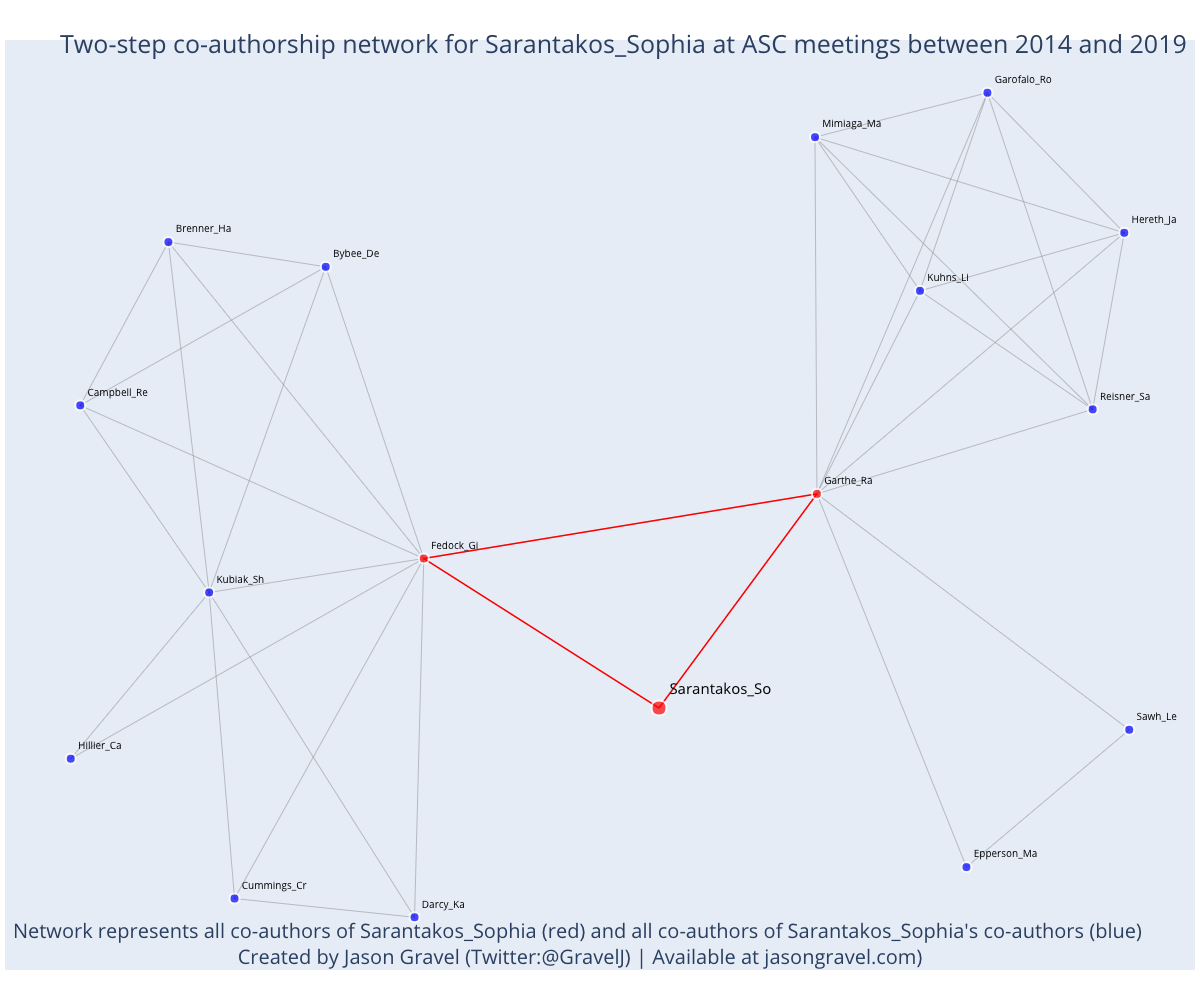 Two-step co-authorship network for Sarantakos_Sophia at ASC meetings between 2014 and 2019
Garofalo_Ro
Mimiaga_Ma
Hereth_Ja
Brenner_Ha
Bybee_De
Kuhns_Li
Campbell_Re
Reisner_Sa
Garthe_Ra
Fedock_Gi
Kubiak_Sh
Sarantakos_So
Sawh_Le
Hillier_Ca
Epperson_Ma
Cummings_Cr
Darcy_Ka
Network represents all co-authors of Sarantakos_Sophia (red) and all co-authors of Sarantakos_Sophia's co-authors (blue)
Created by Jason Gravel (Twitter:@GravelJ) | Available at jasongravel.com)